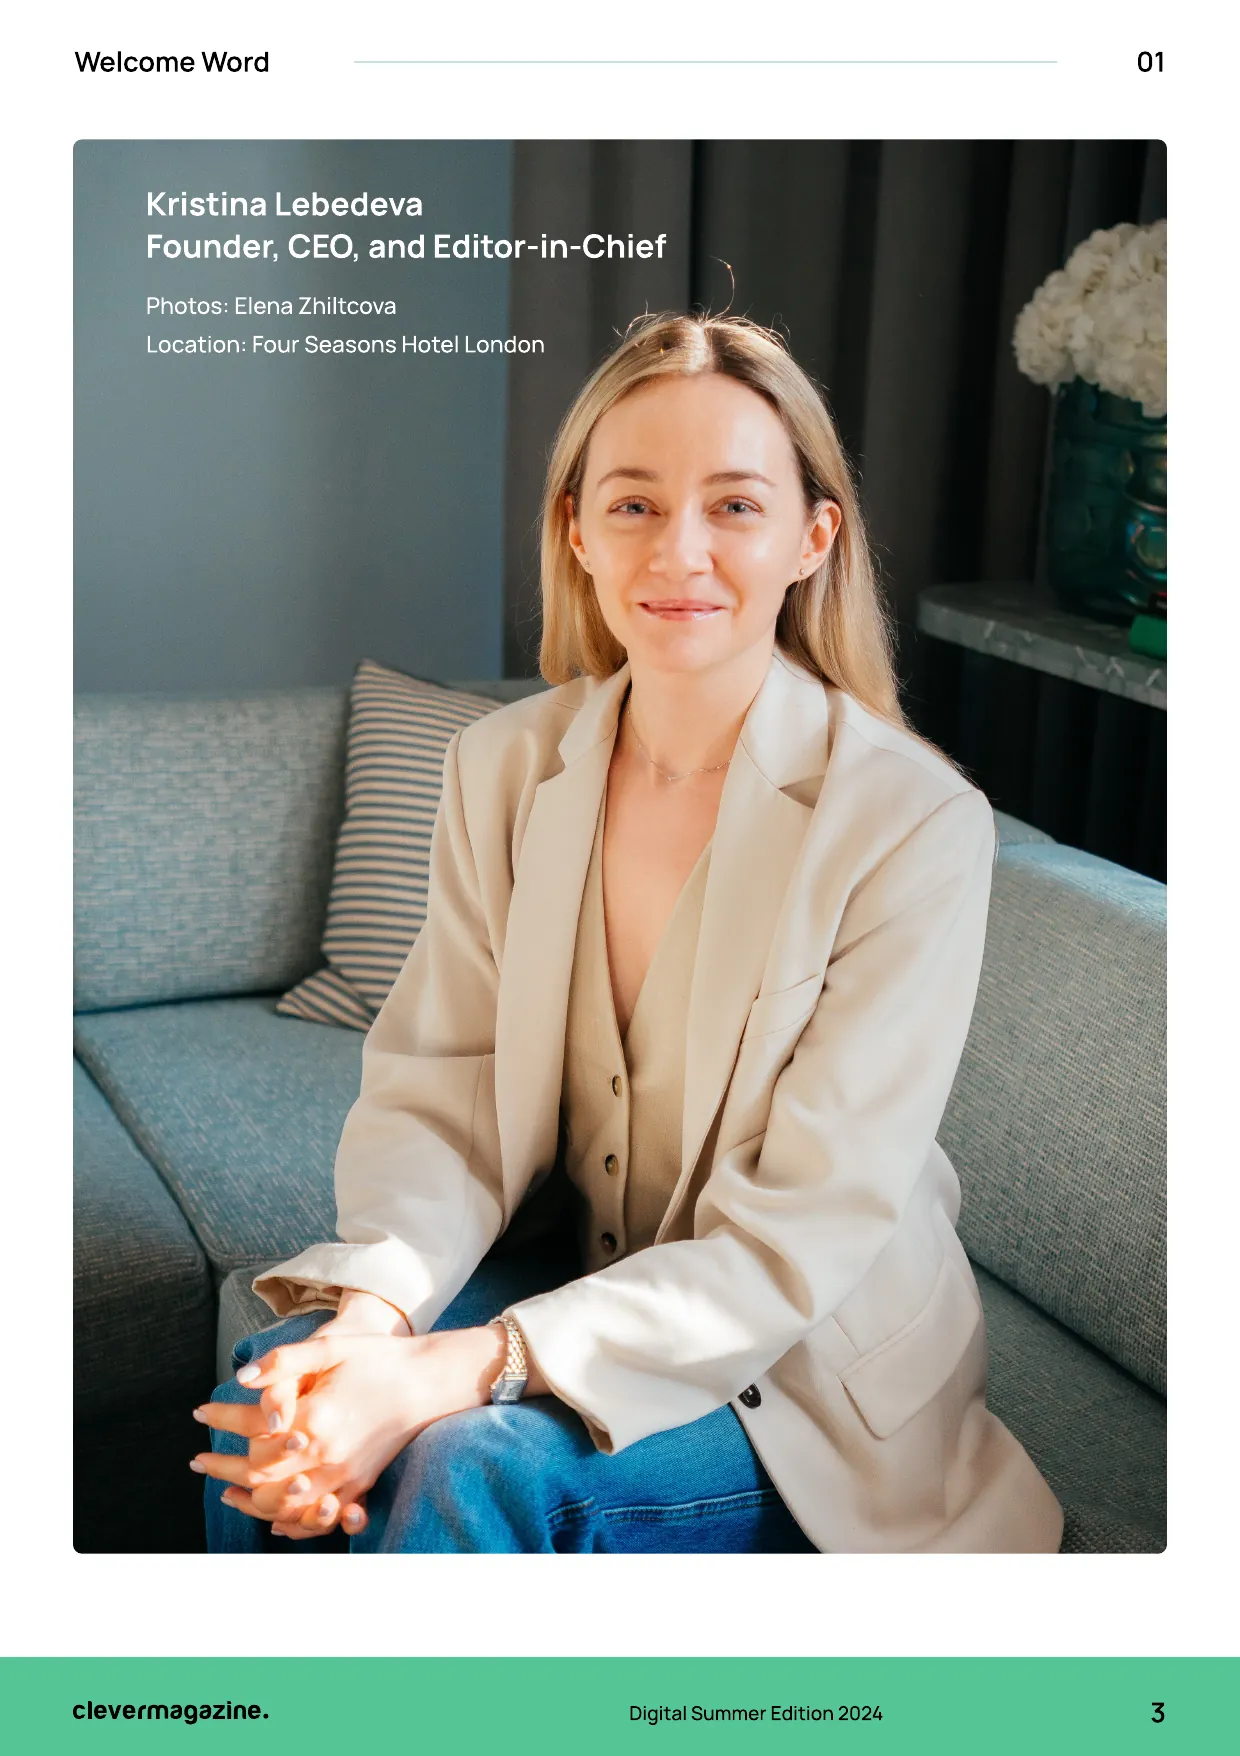 Welcome Word
01
Kristina Lebedeva
Founder, CEO, and Editor-in-Chief
Photos: Elena Zhiltcova
Location: Four Seasons Hotel London
clevermagazine.
Digital Summer Edition 2024
3